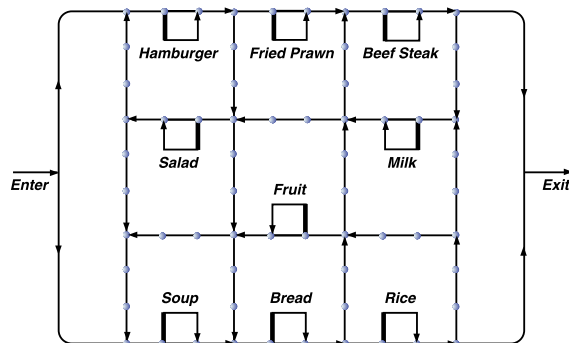 Hamburger Fried Prawn Beef Steak
Salad Milk
Enter Exit
Fruit
Soup Bread Rice